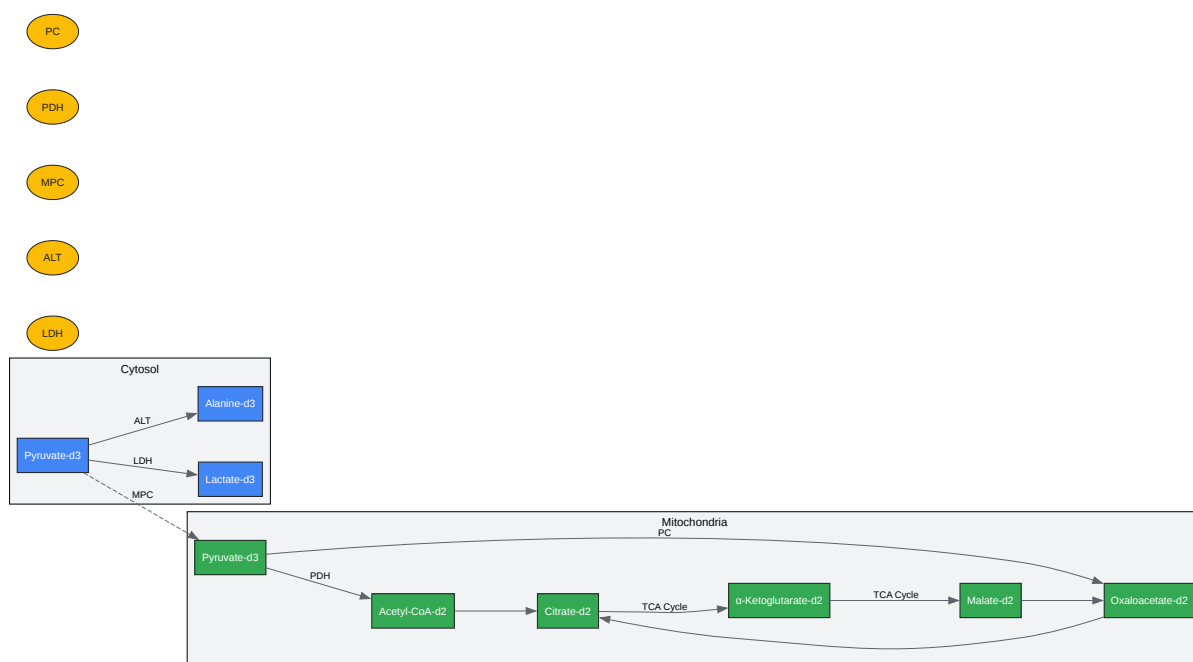 PC
PDH
MPC
ALT
LDH
Cytosol
Alanine-d3
ALT
Pyruvate-d3
LDH
Lactate-d3
MPC
Mitochondria
PC
Pyruvate-d3
PDH
Acetyl-CoA-d2
Citrate-d2
TCA Cycle
α-Ketoglutarate-d2
TCA Cycle
Malate-d2
Oxaloacetate-d2